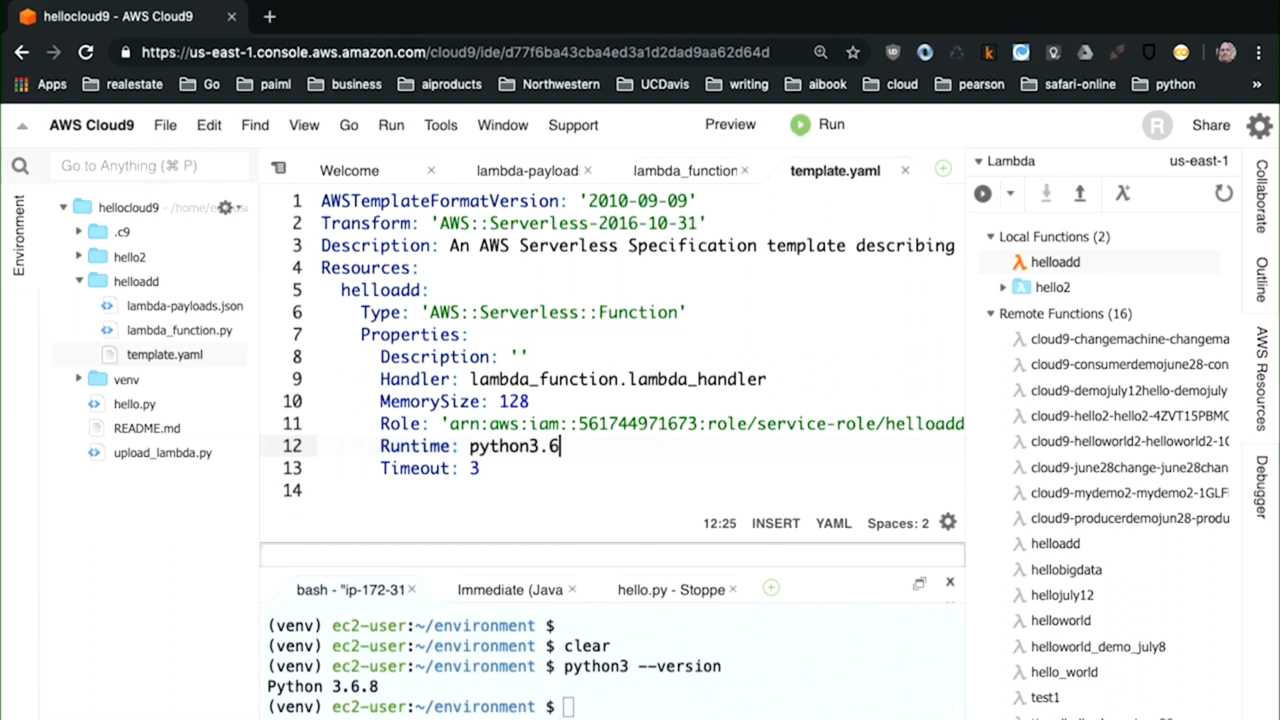 hellocloud9 - AWS Cloud9
https://us-east-1.console.aws.amazon.com/cloud9/ide/d77f6ba43cba4ed3a1d2dad9aa62d64d
Apps realestate Go paiml business aiproducts Northwestern UCDavis writing aibook cloud pearson safari-online python »
AWS Cloud9 File Edit Find View Go Run Tools Window Support Preview Run R Share
Go to Anything (⌘ P)
Welcome lambda-payload lambda_function template.yaml
Environment
hellocloud9 - /home/e
.c9
hello2
helloadd
lambda-payloads.json
lambda_function.py
template.yaml
venv
hello.py
README.md
upload_lambda.py
1 AWSTemplateFormatVersion: '2010-09-09'
2 Transform: 'AWS::Serverless-2016-10-31'
3 Description: An AWS Serverless Specification template describing
4 Resources:
5 helloadd:
6 Type: 'AWS::Serverless::Function'
7 Properties:
8 Description: ''
9 Handler: lambda_function.lambda_handler
10 MemorySize: 128
11 Role: 'arn:aws:iam::561744971673:role/service-role/helloadd
12 Runtime: python3.6
13 Timeout: 3
14
12:25 INSERT YAML Spaces: 2
bash - "ip-172-31 Immediate (Java hello.py - Stoppe
(venv) ec2-user:~/environment $
(venv) ec2-user:~/environment $ clear
(venv) ec2-user:~/environment $ python3 --version
Python 3.6.8
(venv) ec2-user:~/environment $
Lambda us-east-1
Local Functions (2)
helloadd
hello2
Remote Functions (16)
cloud9-changemachine-changema
cloud9-consumerdemojune28-con
cloud9-demojuly12hello-demojuly
cloud9-hello2-hello2-4ZVT15PBMC
cloud9-helloworld2-helloworld2-1C
cloud9-june28change-june28chan
cloud9-mydemo2-mydemo2-1GLF
cloud9-producerdemojun28-produ
helloadd
hellobigdata
hellojuly12
helloworld
helloworld_demo_july8
hello_world
test1
Collaborate
Outline
AWS Resources
Debugger